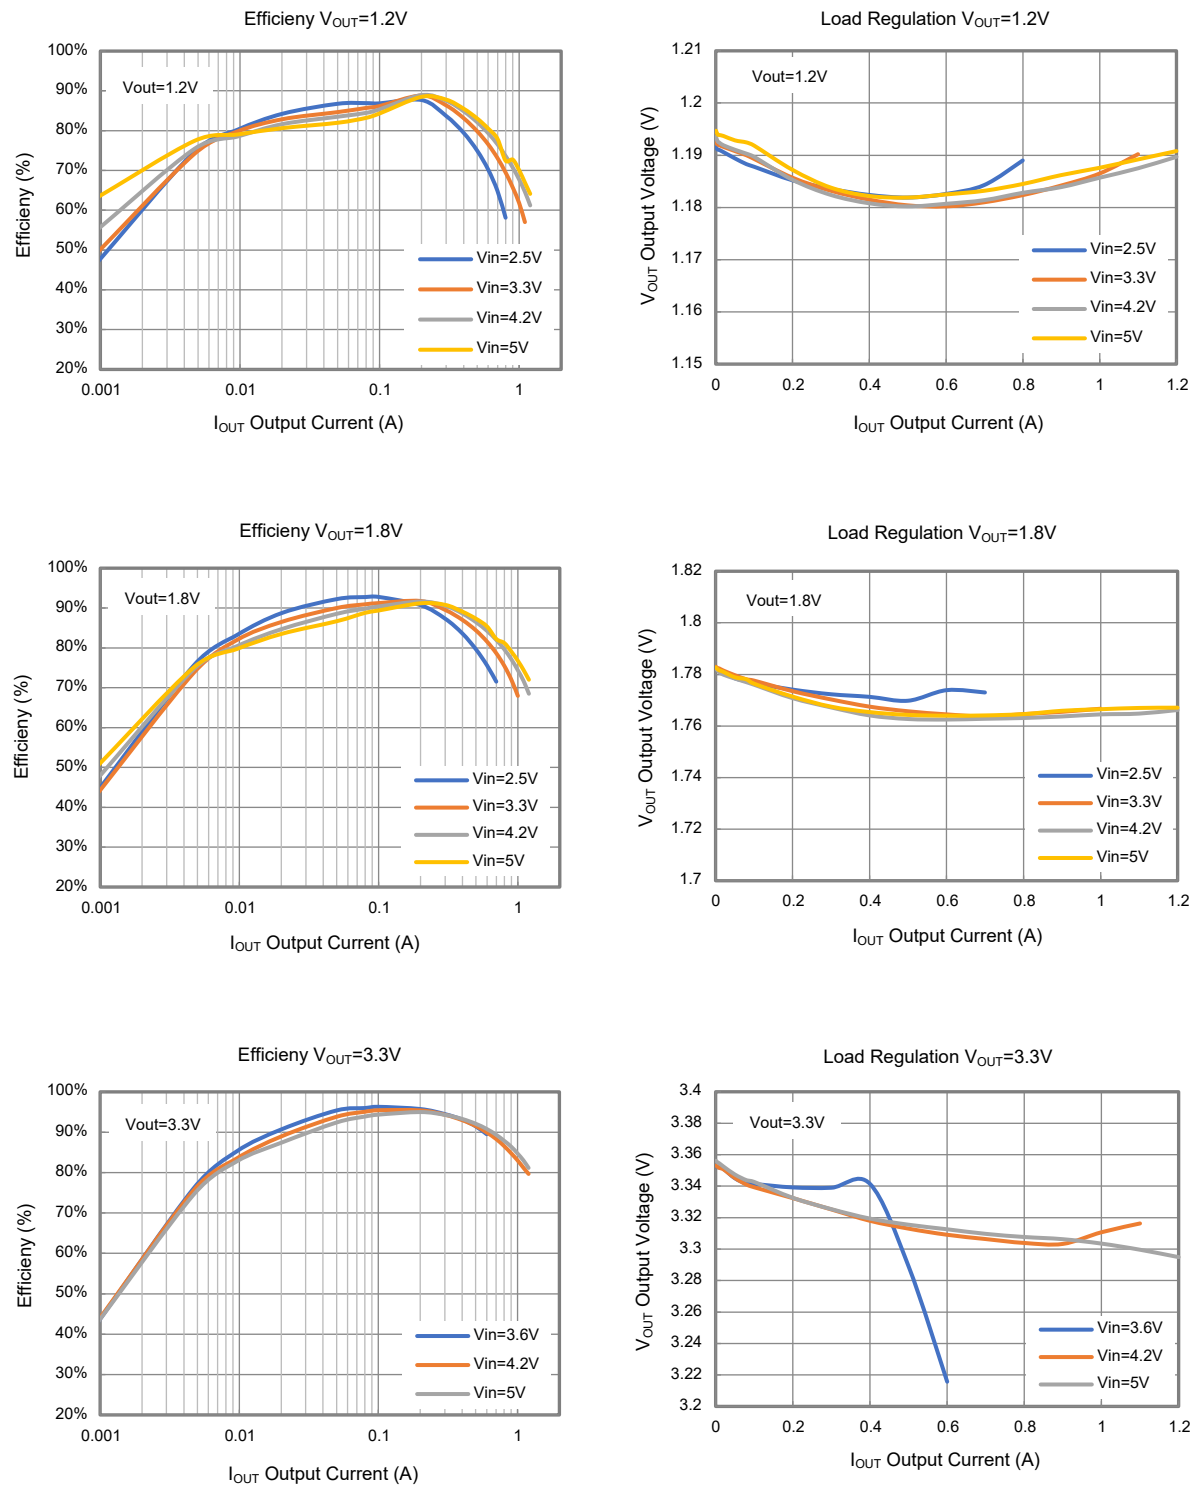 Efficieny VOUT=1.2V
100%
90%
80%
70%
60%
50%
40%
30%
20%
Efficieny (%)
Vout=1.2V
Vin=2.5V
Vin=3.3V
Vin=4.2V
Vin=5V
0.001 0.01 0.1 1
IOUT Output Current (A)
Load Regulation VOUT=1.2V
1.21
1.2
1.19
1.18
1.17
1.16
1.15
VOUT Output Voltage (V)
Vout=1.2V
Vin=2.5V
Vin=3.3V
Vin=4.2V
Vin=5V
0 0.2 0.4 0.6 0.8 1 1.2
IOUT Output Current (A)
Efficieny VOUT=1.8V
100%
90%
80%
70%
60%
50%
40%
30%
20%
Efficieny (%)
Vout=1.8V
Vin=2.5V
Vin=3.3V
Vin=4.2V
Vin=5V
0.001 0.01 0.1 1
IOUT Output Current (A)
Load Regulation VOUT=1.8V
1.82
1.8
1.78
1.76
1.74
1.72
1.7
VOUT Output Voltage (V)
Vout=1.8V
Vin=2.5V
Vin=3.3V
Vin=4.2V
Vin=5V
0 0.2 0.4 0.6 0.8 1 1.2
IOUT Output Current (A)
Efficieny VOUT=3.3V
100%
90%
80%
70%
60%
50%
40%
30%
20%
Efficieny (%)
Vout=3.3V
Vin=3.6V
Vin=4.2V
Vin=5V
0.001 0.01 0.1 1
IOUT Output Current (A)
Load Regulation VOUT=3.3V
3.4
3.38
3.36
3.34
3.32
3.3
3.28
3.26
3.24
3.22
3.2
VOUT Output Voltage (V)
Vout=3.3V
Vin=3.6V
Vin=4.2V
Vin=5V
0 0.2 0.4 0.6 0.8 1 1.2
IOUT Output Current (A)